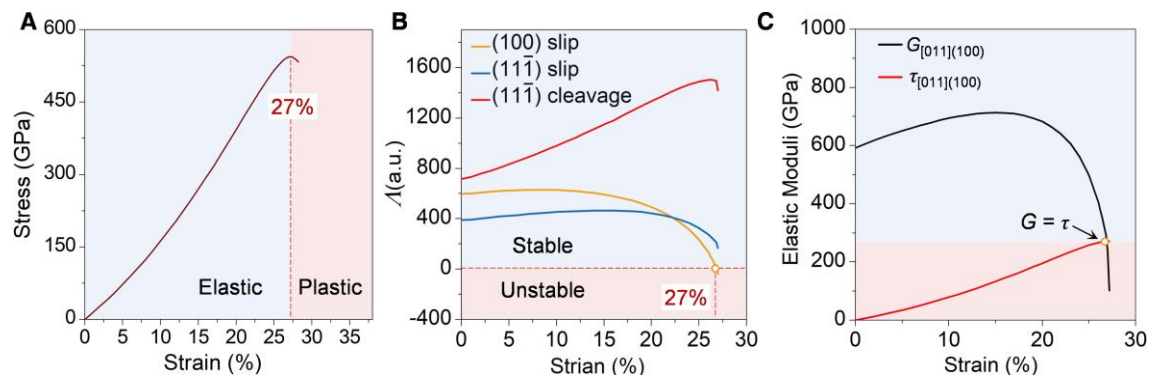 A
600
450
300
150
0
Stress (GPa)
27%
Elastic
Plastic
0 5 10 15 20 25 30 35
Strain (%)
B
(100) slip
(111̄) slip
(111̄) cleavage
1600
1200
800
400
0
-400
Λ(a.u.)
Stable
Unstable
27%
0 5 10 15 20 25 30
Strian (%)
C
G[011](100)
τ[011](100)
1000
800
600
400
200
0
Elastic Moduli (GPa)
G = τ
0 5 10 15 20 25 30
Strain (%)